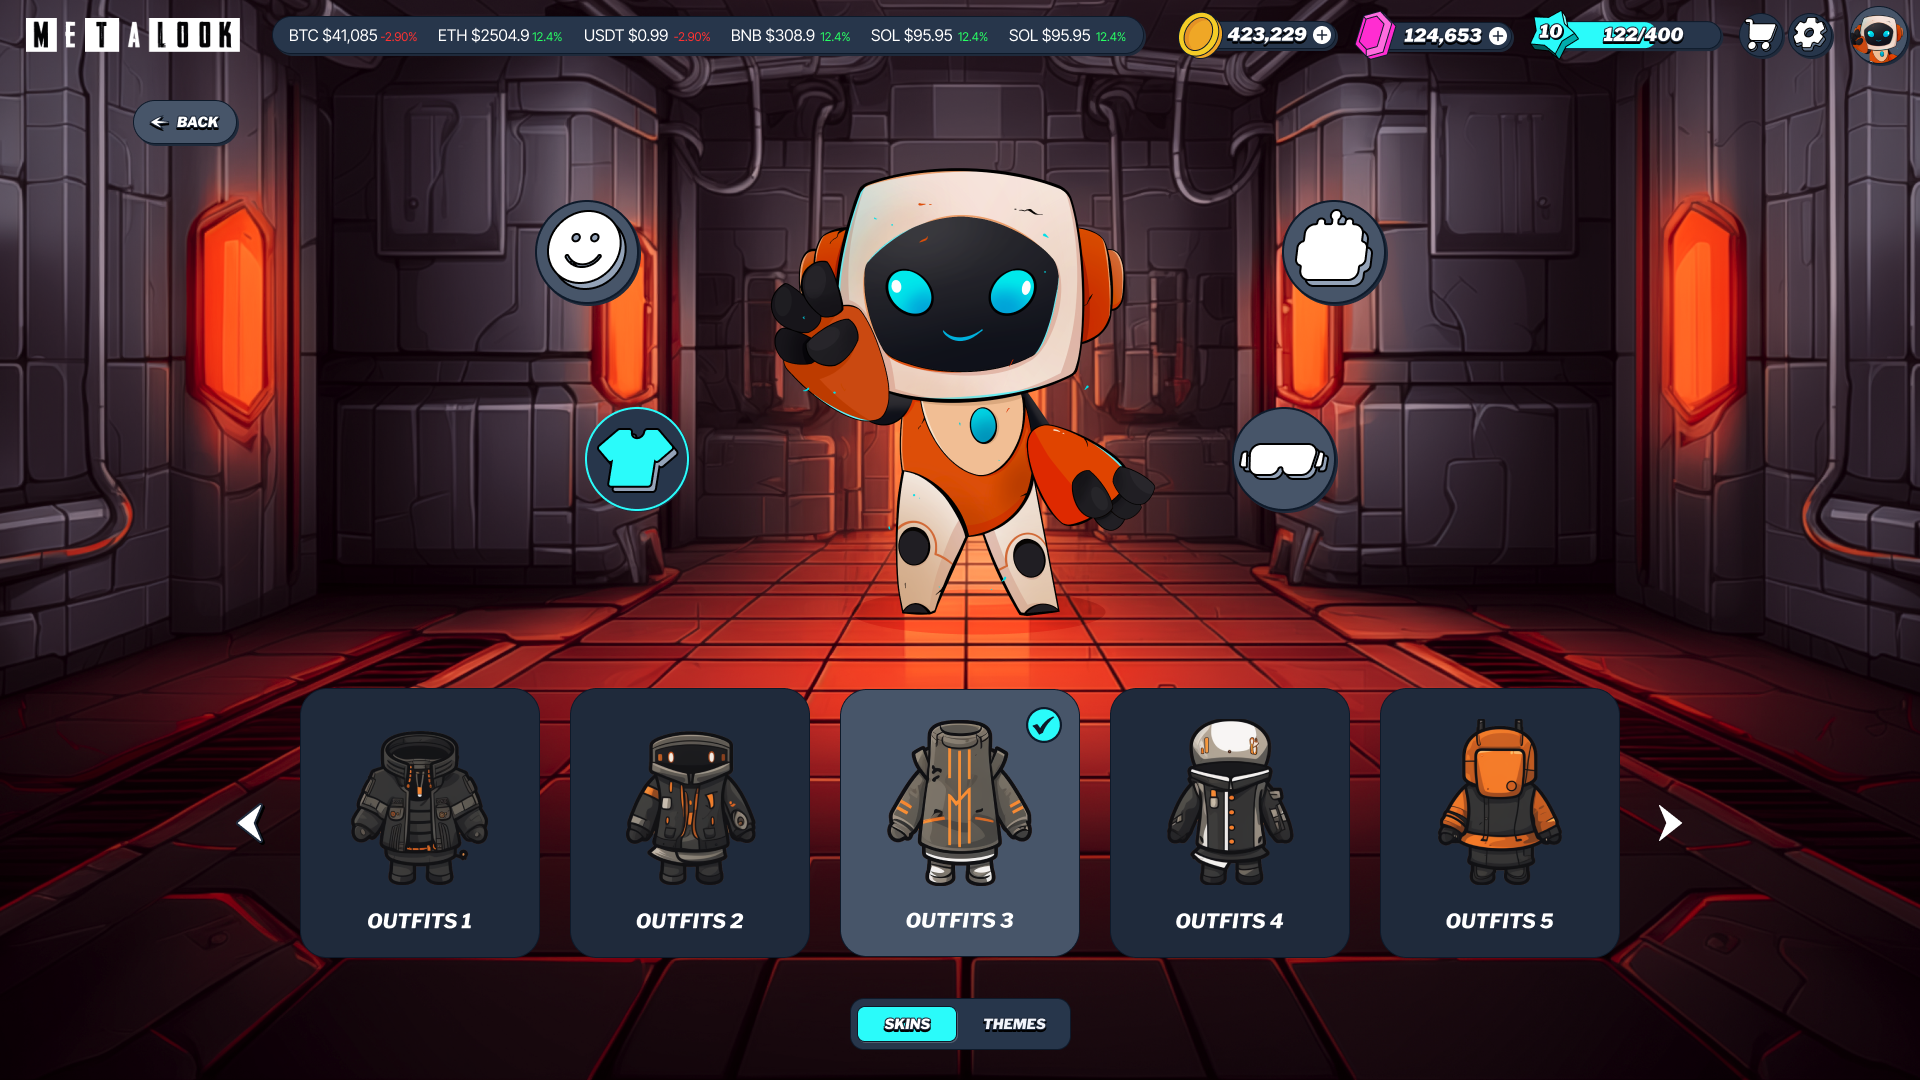 METALOOK
BTC $41,085 -2.90% ETH $2504.9 12.4% USDT $0.99 -2.90% BNB $308.9 12.4% SOL $95.95 12.4% SOL $95.95 12.4%
423,229
124,653
10 122/400
BACK
OUTFITS 1
OUTFITS 2
OUTFITS 3
OUTFITS 4
OUTFITS 5
SKINS THEMES